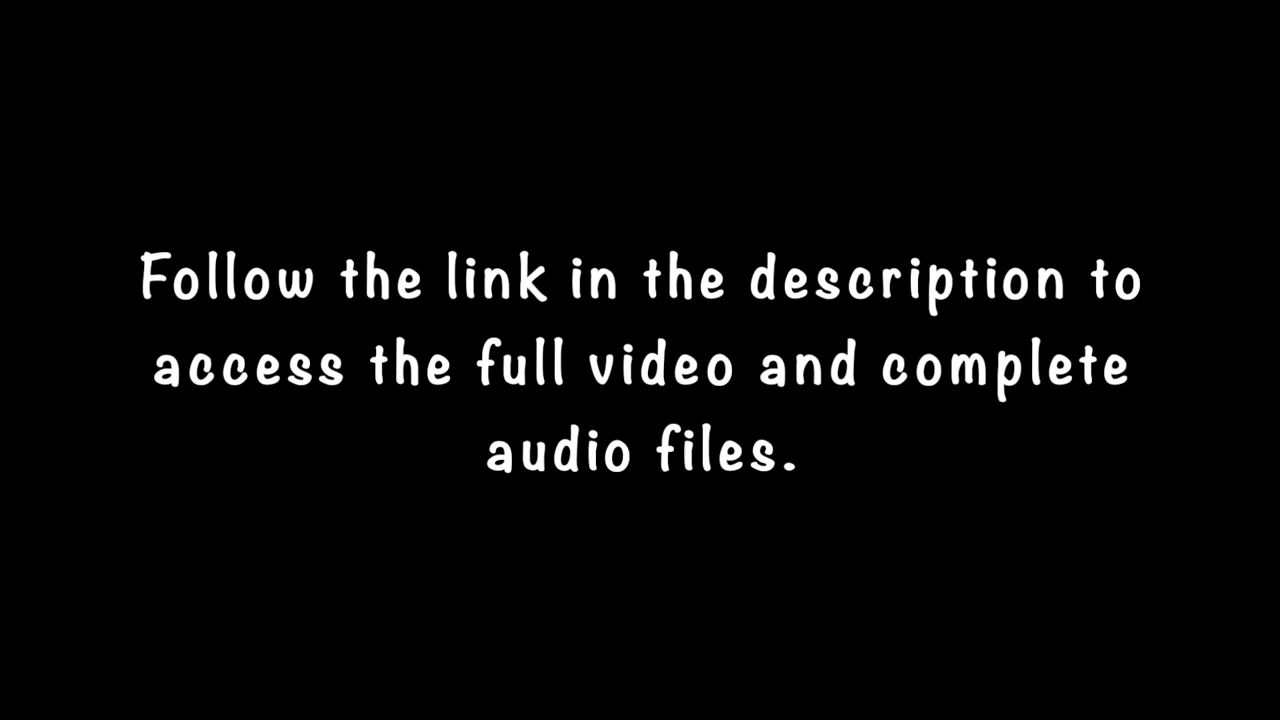 Follow the link in the description to
access the full video and complete
audio files.